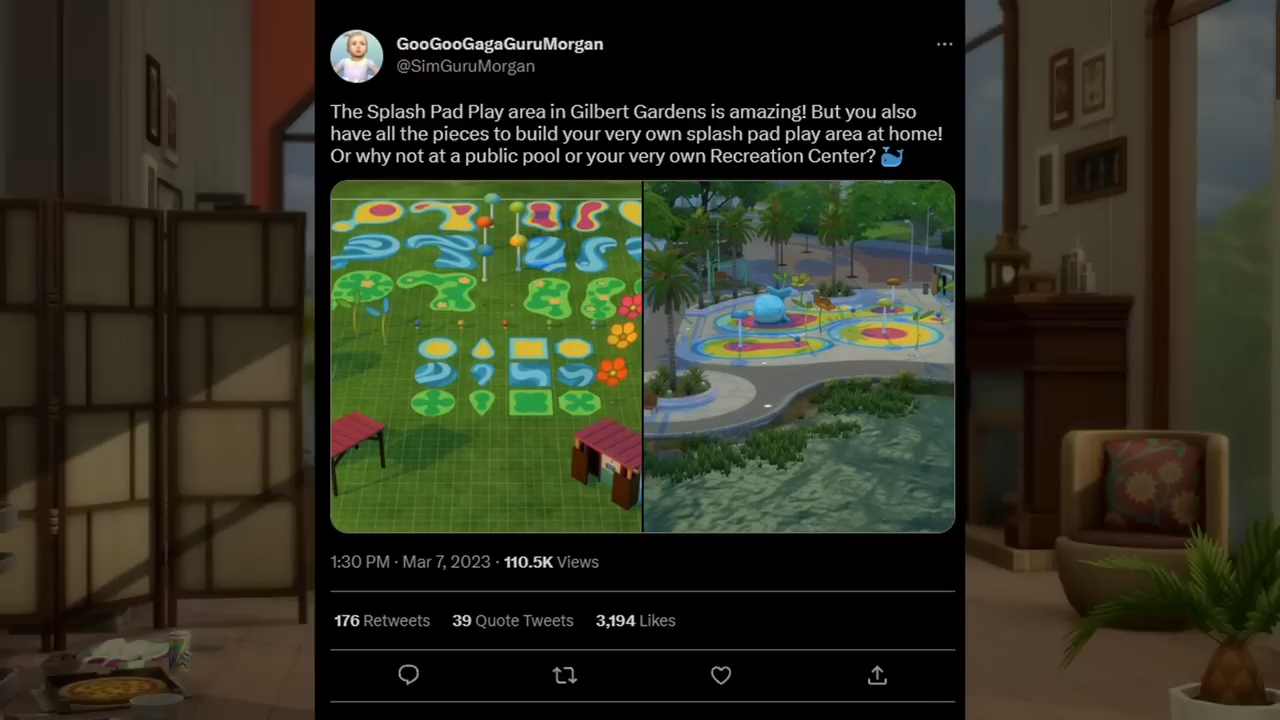 GooGooGagaGuruMorgan
@SimGuruMorgan
The Splash Pad Play area in Gilbert Gardens is amazing! But you also
have all the pieces to build your very own splash pad play area at home!
Or why not at a public pool or your very own Recreation Center? 🐳
1:30 PM · Mar 7, 2023 · 110.5K Views
176 Retweets 39 Quote Tweets 3,194 Likes